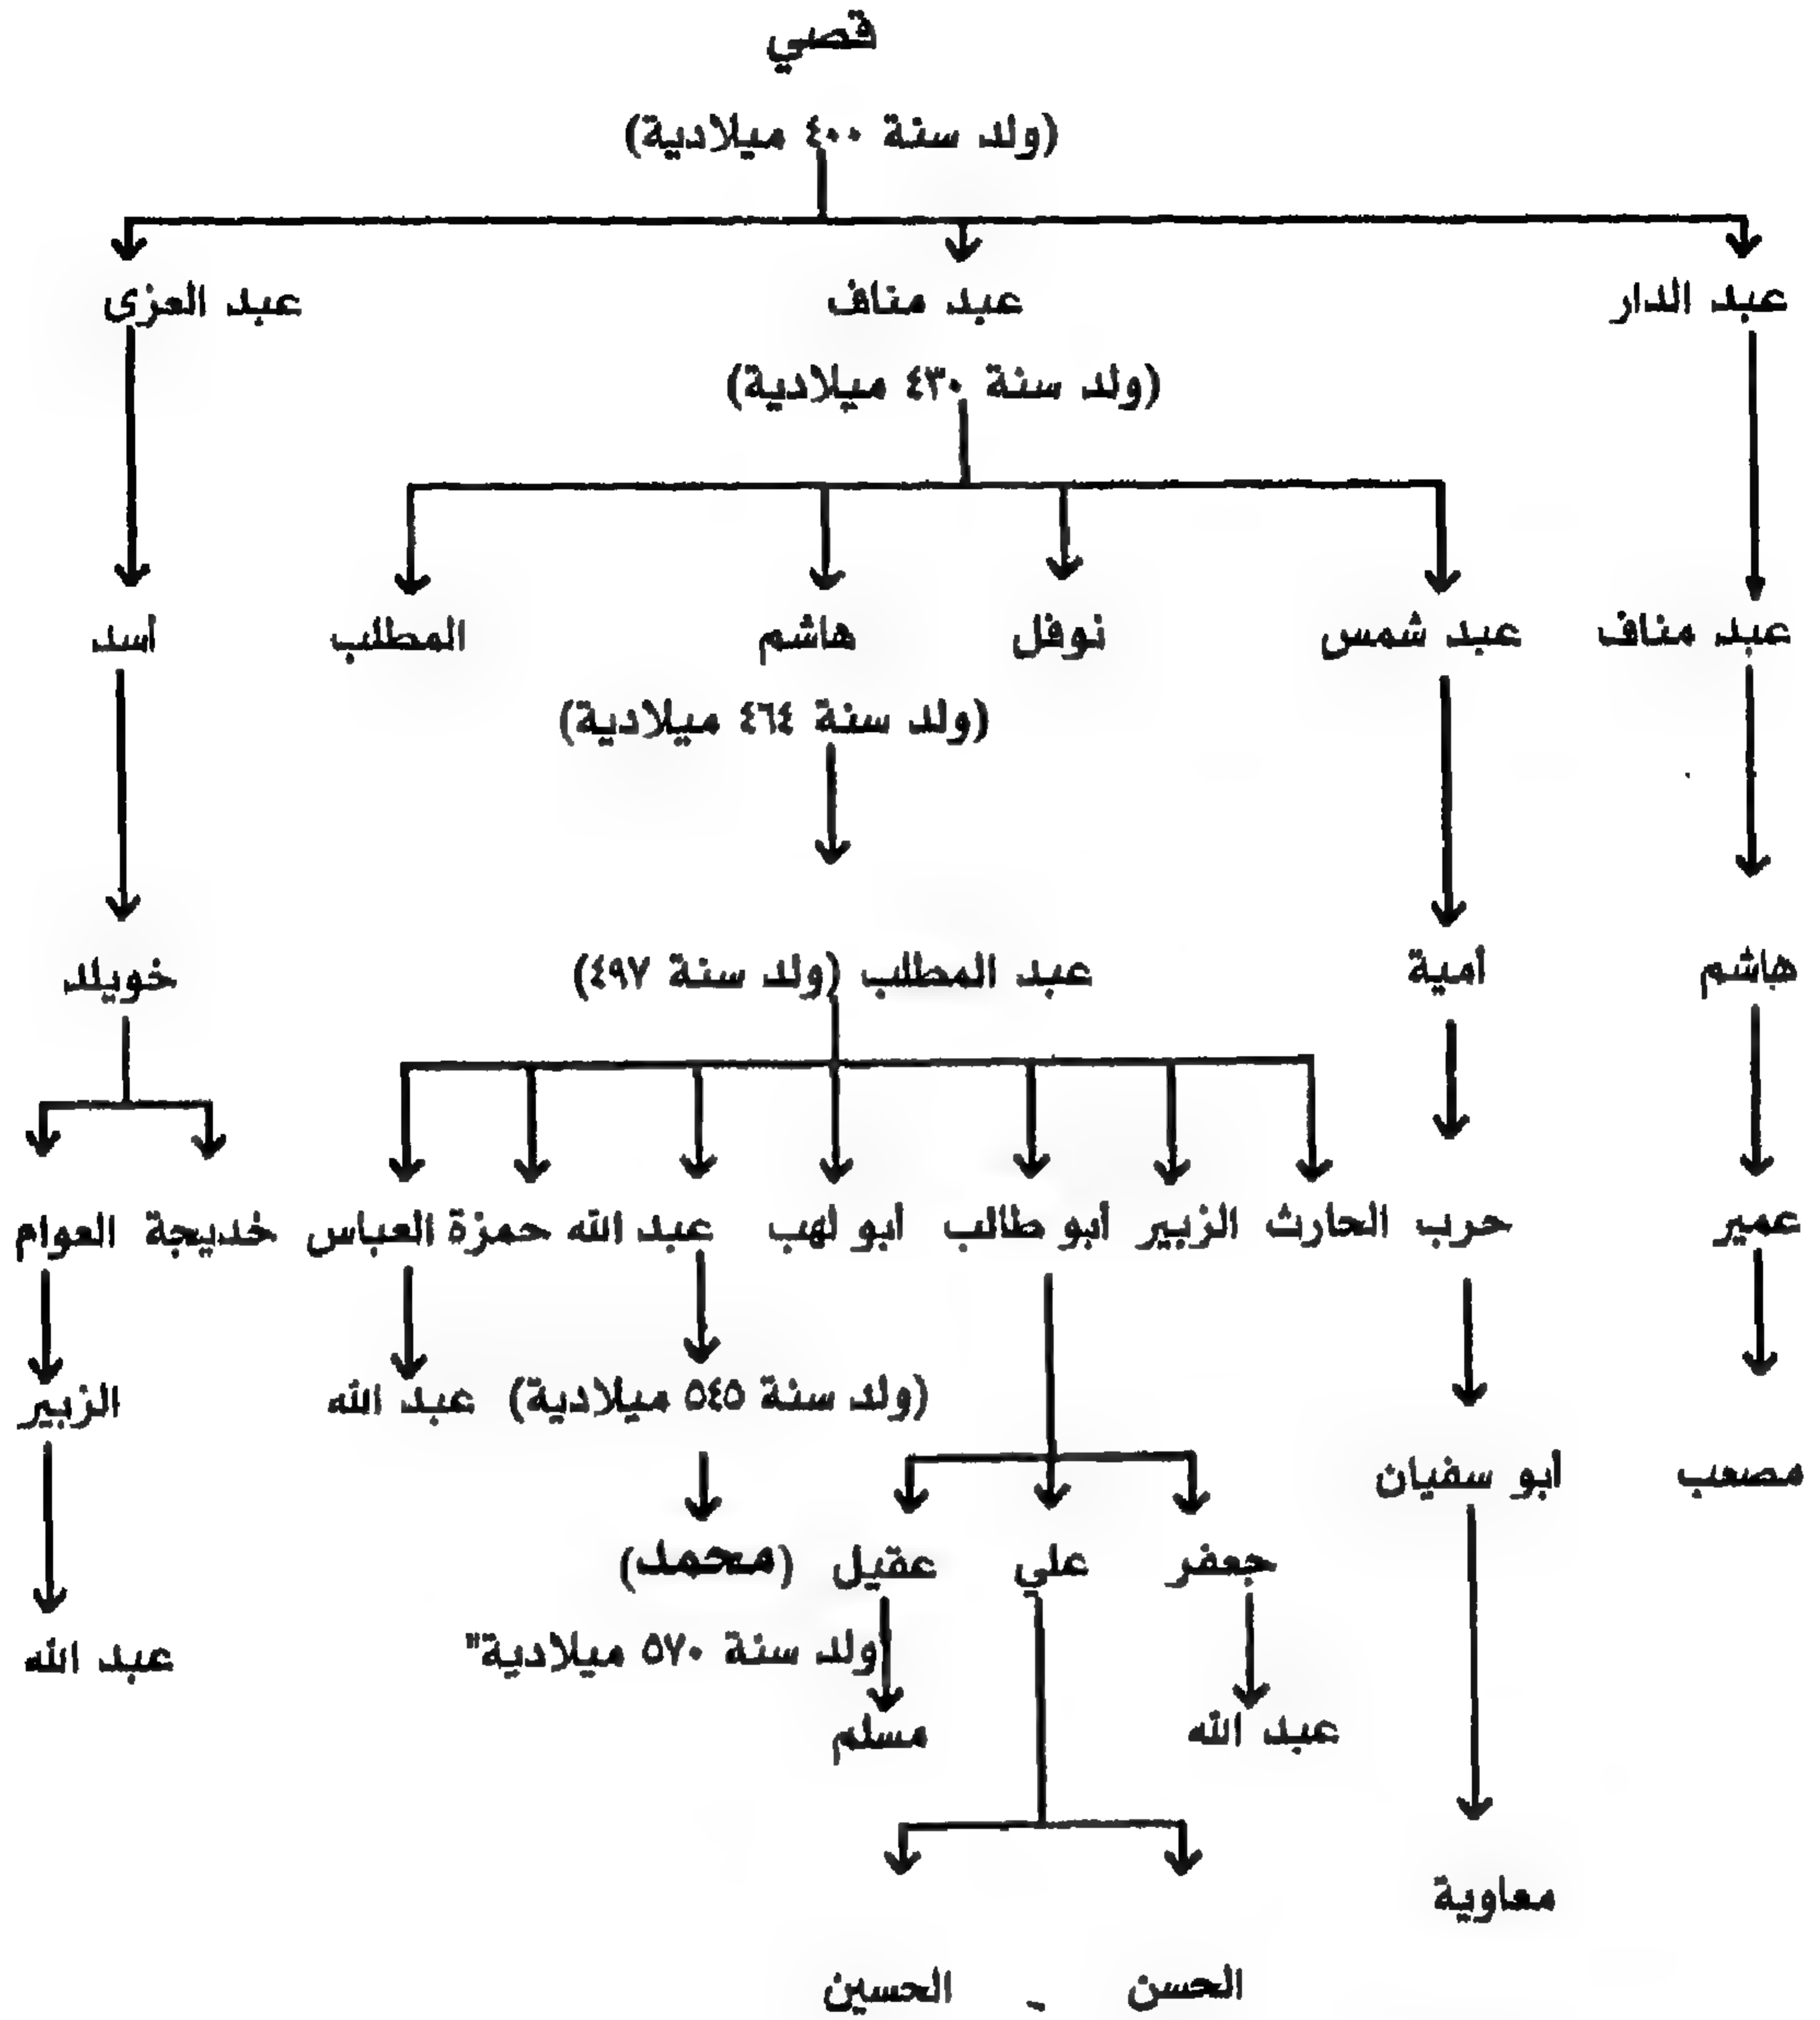 قصي
(ولد سنة ٤٠٠ ميلادية)
عبد الدار عبد مناف عبد العزى
(ولد سنة ٤٣٠ ميلادية)
عبد مناف عبد شمس نوفل هاشم المطلب أسد
(ولد سنة ٤٦٤ ميلادية)
هاشم أمية عبد المطلب (ولد سنة ٤٩٧) خويلد
عمير حرب الحارث الزبير أبو طالب أبو لهب عبد الله حمزة العباس خديجة العوام
(ولد سنة ٥٤٥ ميلادية) عبد الله الزبير
مصعب ابو سفيان
جعفر علي عقيل (محمد)
ولد سنة ٥٧٠ ميلادية" عبد الله
عبد الله مسلم
معاوية
الحسن - الحسين